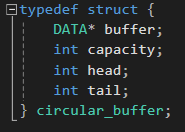 typedef struct {
    DATA* buffer;
    int capacity;
    int head;
    int tail;
} circular_buffer;